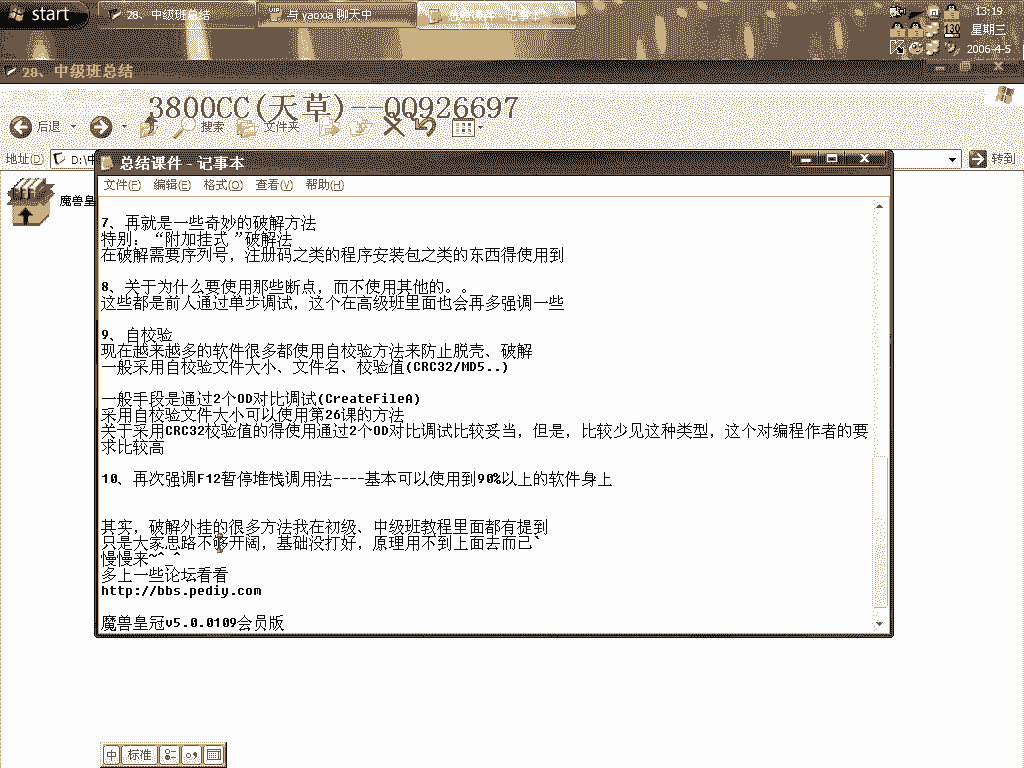 start
28、中级班总结
与 yaoxia 聊天中
总结课件 - 记事本
13:19
星期三
2006-4-5
28、中级班总结
3800CC(天草)--QQ926697
后退
搜索
文件夹
地址(D)
D:\中
转到
魔兽皇
总结课件 - 记事本
文件(F) 编辑(E) 格式(O) 查看(V) 帮助(H)
7、再就是一些奇妙的破解方法
特别：“附加挂式 ”破解法
在破解需要序列号，注册码之类的程序安装包之类的东西得使用到
8、关于为什么要使用那些断点，而不使用其他的。。
这些都是前人通过单步调试，这个在高级班里面也会再多强调一些
9、自校验
现在越来越多的软件很多都使用自校验方法来防止脱壳、破解
一般采用自校验文件大小、文件名、校验值(CRC32/MD5..)
一般手段是通过2个OD对比调试(CreateFileA)
采用自校验文件大小可以使用第26课的方法
关于采用CRC32校验值的得使用通过2个OD对比调试比较妥当，但是，比较少见这种类型，这个对编程作者的要
求比较高
10、再次强调F12暂停堆栈调用法----基本可以使用到90%以上的软件身上
其实，破解外挂的很多方法我在初级、中级班教程里面都有提到
只是大家思路不够开阔，基础没打好，原理用不到上面去而已`
慢慢来~^_^
多上一些论坛看看
http://bbs.pediy.com
魔兽皇冠v5.0.0109会员版
中 标准